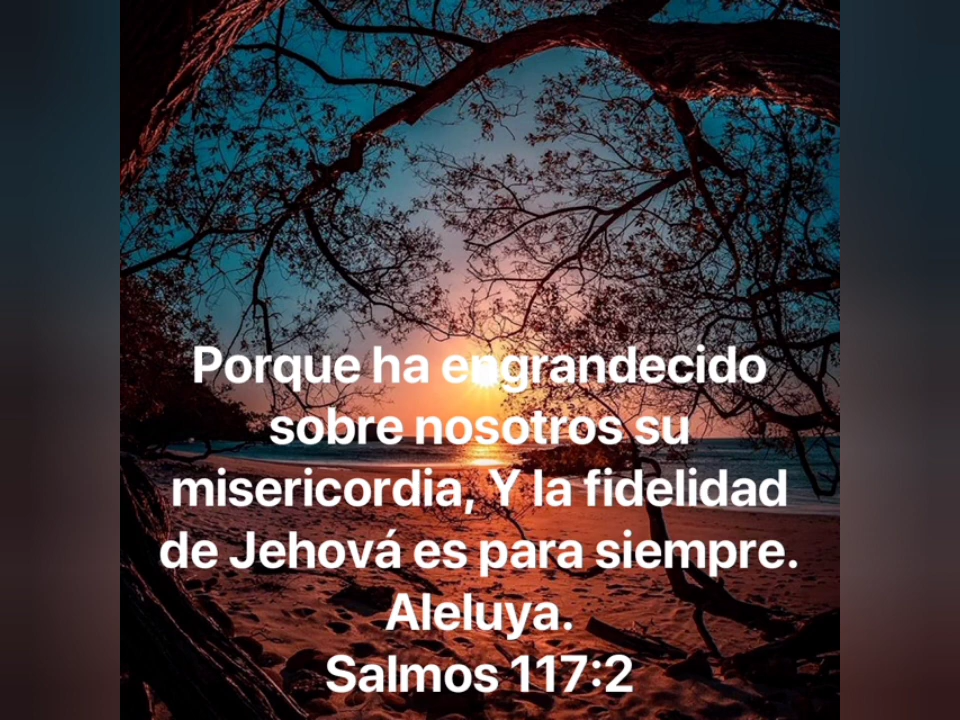 Porque ha engrandecido
sobre nosotros su
misericordia, Y la fidelidad
de Jehová es para siempre.
Aleluya.
Salmos 117:2